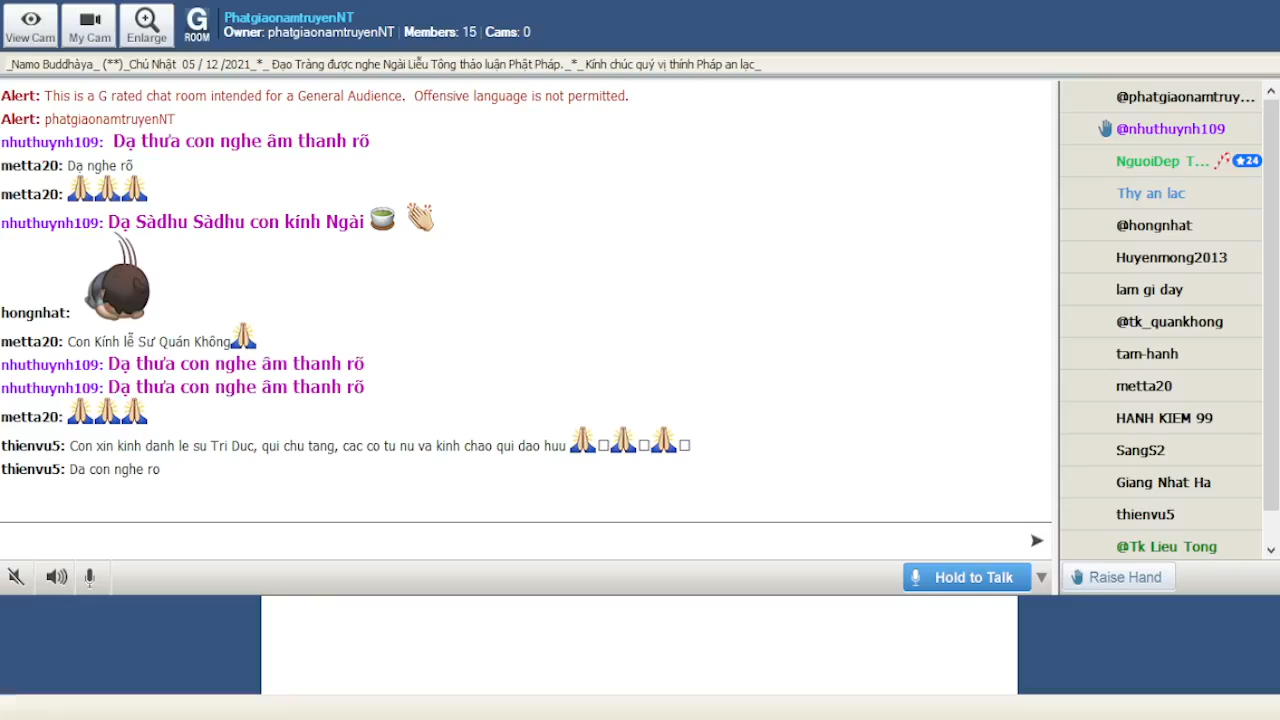 View Cam
My Cam
Enlarge
G
ROOM
PhatgiaonamtruyenNT
Owner: phatgiaonamtruyenNT | Members: 15 | Cams: 0
_Namo Buddhàya_ (**)_Chủ Nhật 05 / 12 /2021_*_ Đạo Tràng được nghe Ngài Liễu Tông thảo luận Phật Pháp._*_Kính chúc quý vị thính Pháp an lạc_
Alert: This is a G rated chat room intended for a General Audience. Offensive language is not permitted.
Alert: phatgiaonamtruyenNT
nhuthuynh109: Dạ thưa con nghe âm thanh rõ
metta20: Dạ nghe rõ
metta20: 🙏🙏🙏
nhuthuynh109: Dạ Sàdhu Sàdhu con kính Ngài 🍵 👏
hongnhat:
metta20: Con Kính lễ Sư Quán Không🙏
nhuthuynh109: Dạ thưa con nghe âm thanh rõ
nhuthuynh109: Dạ thưa con nghe âm thanh rõ
metta20: 🙏🙏🙏
thienvu5: Con xin kinh danh le su Tri Duc, qui chu tang, cac co tu nu va kinh chao qui dao huu 🙏□🙏□🙏□
thienvu5: Da con nghe ro
Hold to Talk
@phatgiaonamtruy...
@nhuthuynh109
NguoiDep T... ★24
Thy an lac
@hongnhat
Huyenmong2013
lam gi day
@tk_quankhong
tam-hanh
metta20
HANH KIEM 99
SangS2
Giang Nhat Ha
thienvu5
@Tk Lieu Tong
Raise Hand